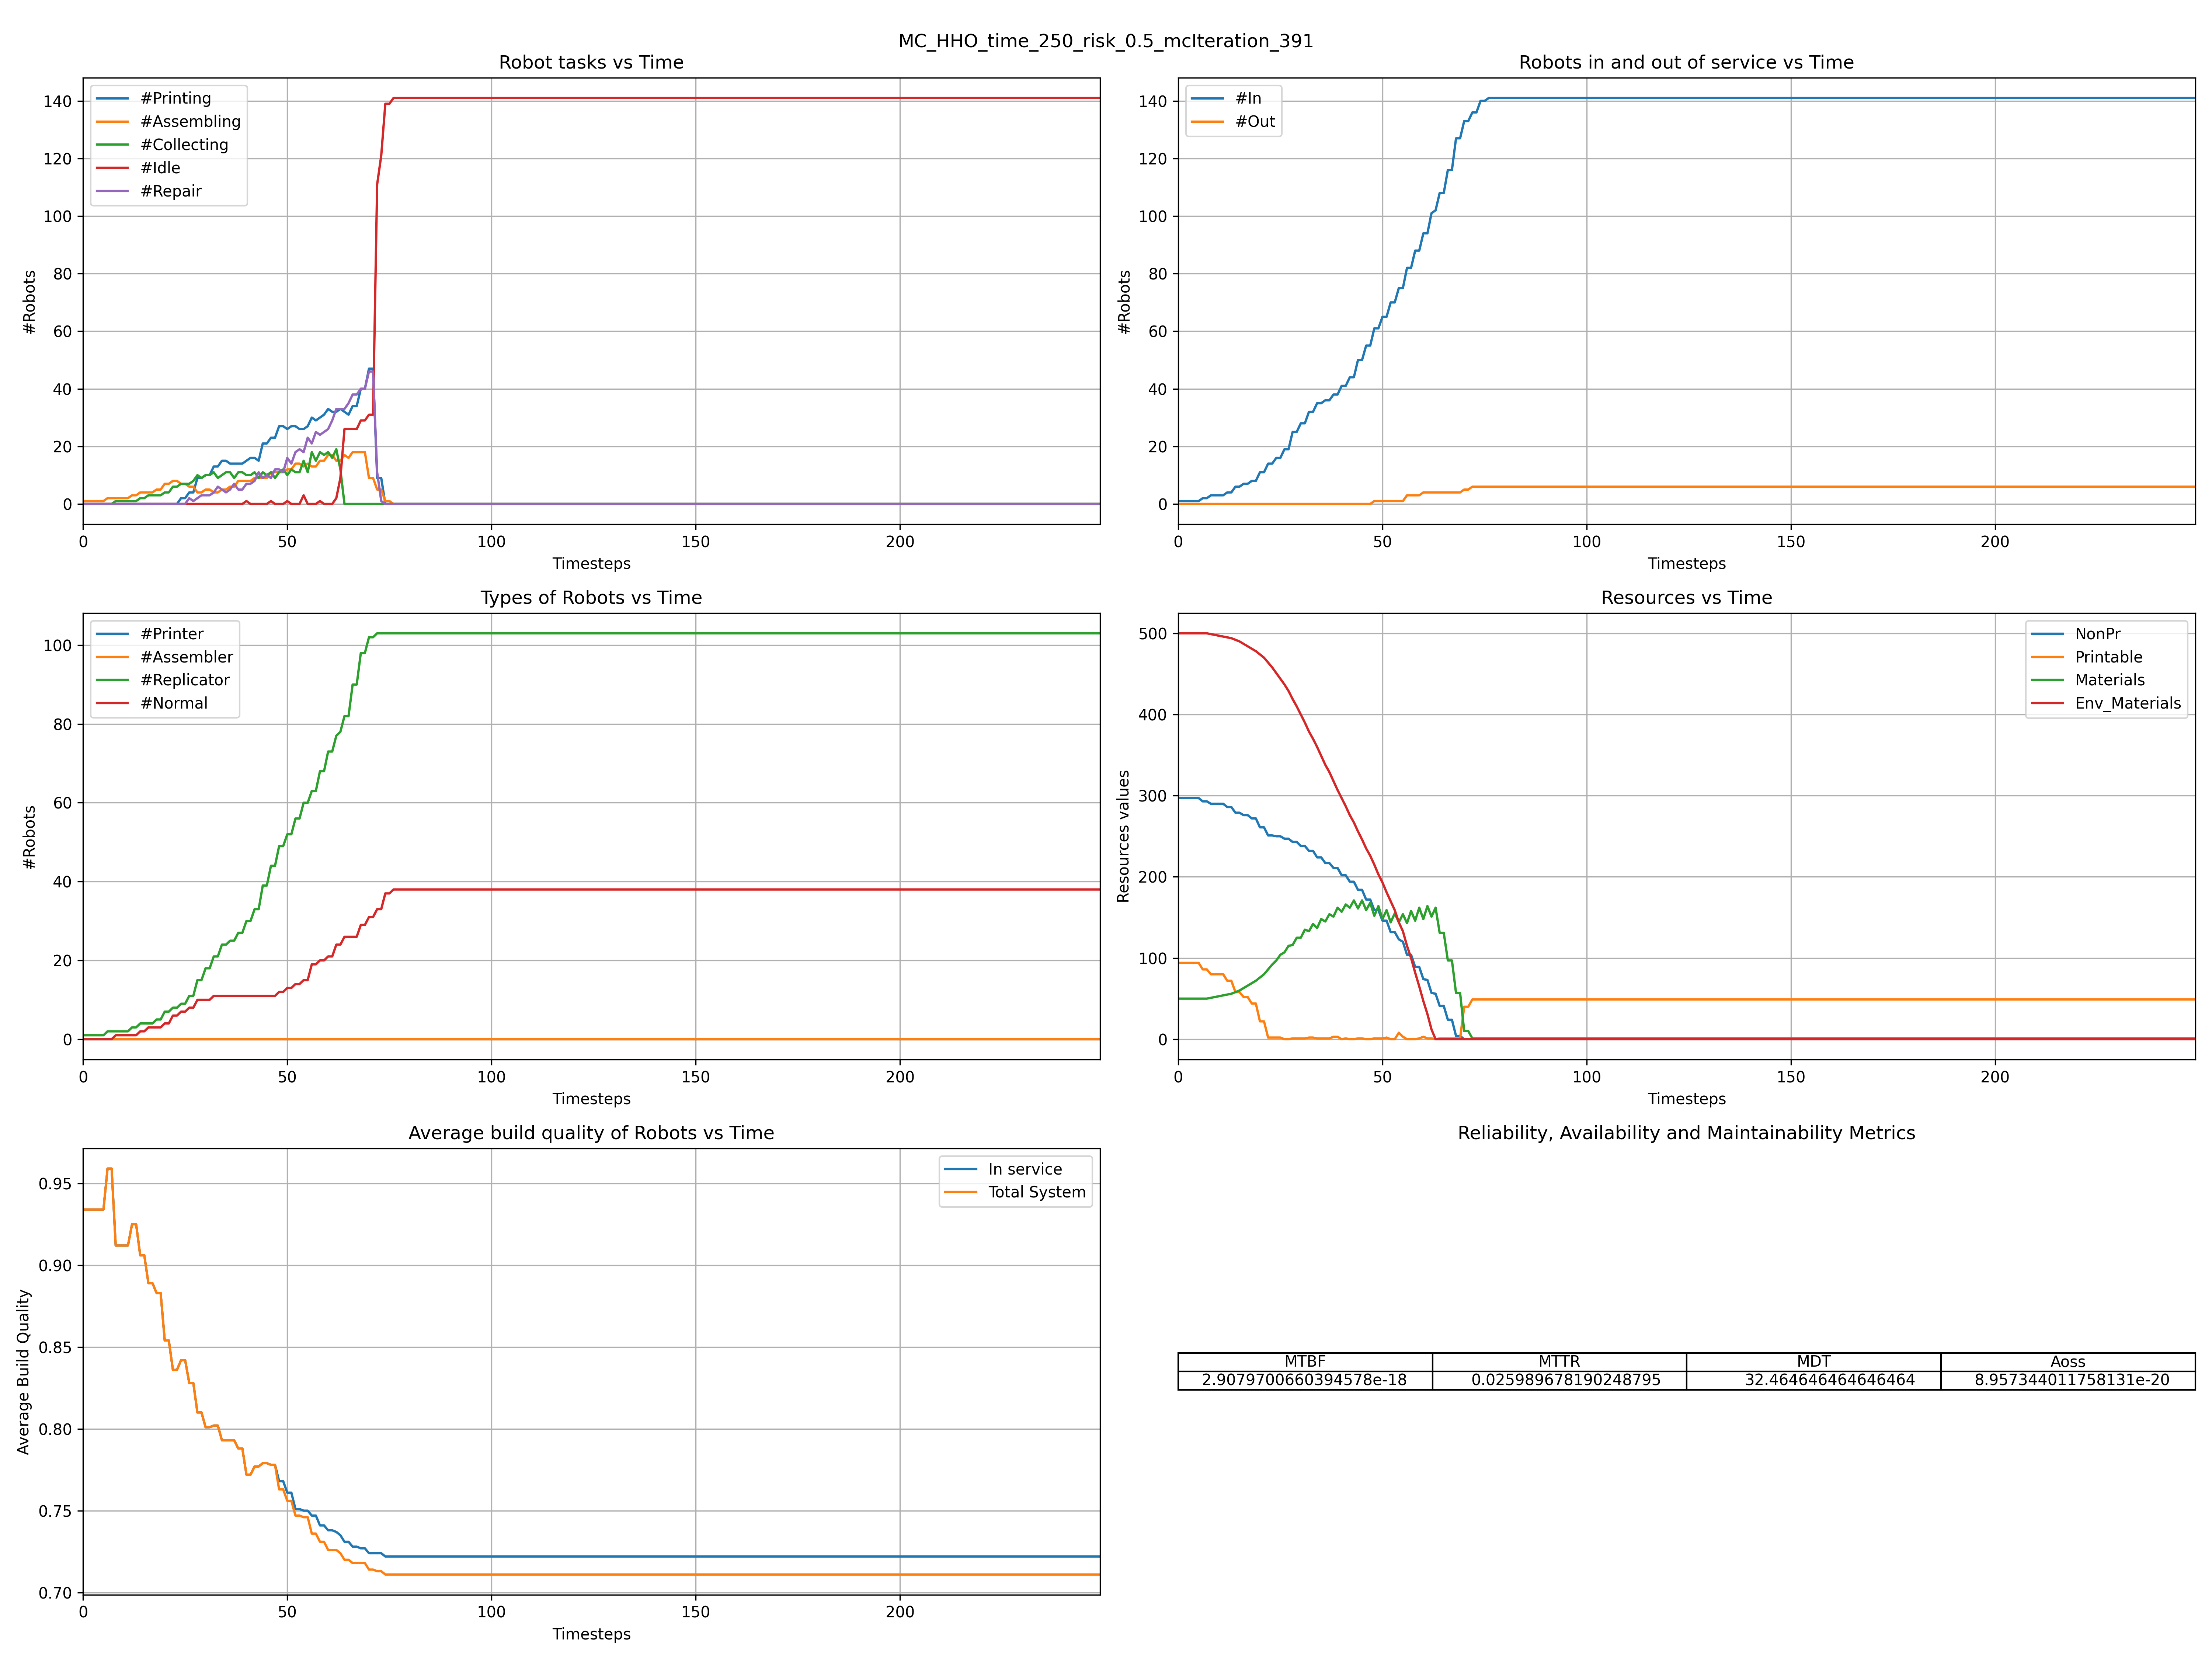 MC_HHO_time_250_risk_0.5_mcIteration_391
Robot tasks vs Time
#Robots
140
120
100
80
60
40
20
0
#Printing
#Assembling
#Collecting
#Idle
#Repair
0 50 100 150 200
Timesteps
Robots in and out of service vs Time
#Robots
140
120
100
80
60
40
20
0
#In
#Out
0 50 100 150 200
Timesteps
Types of Robots vs Time
#Robots
100
80
60
40
20
0
#Printer
#Assembler
#Replicator
#Normal
0 50 100 150 200
Timesteps
Resources vs Time
Resources values
500
400
300
200
100
0
NonPr
Printable
Materials
Env_Materials
0 50 100 150 200
Timesteps
Average build quality of Robots vs Time
Average Build Quality
0.95
0.90
0.85
0.80
0.75
0.70
In service
Total System
0 50 100 150 200
Timesteps
Reliability, Availability and Maintainability Metrics
MTBF MTTR MDT Aoss
2.9079700660394578e-18 0.025989678190248795 32.464646464646464 8.957344011758131e-20